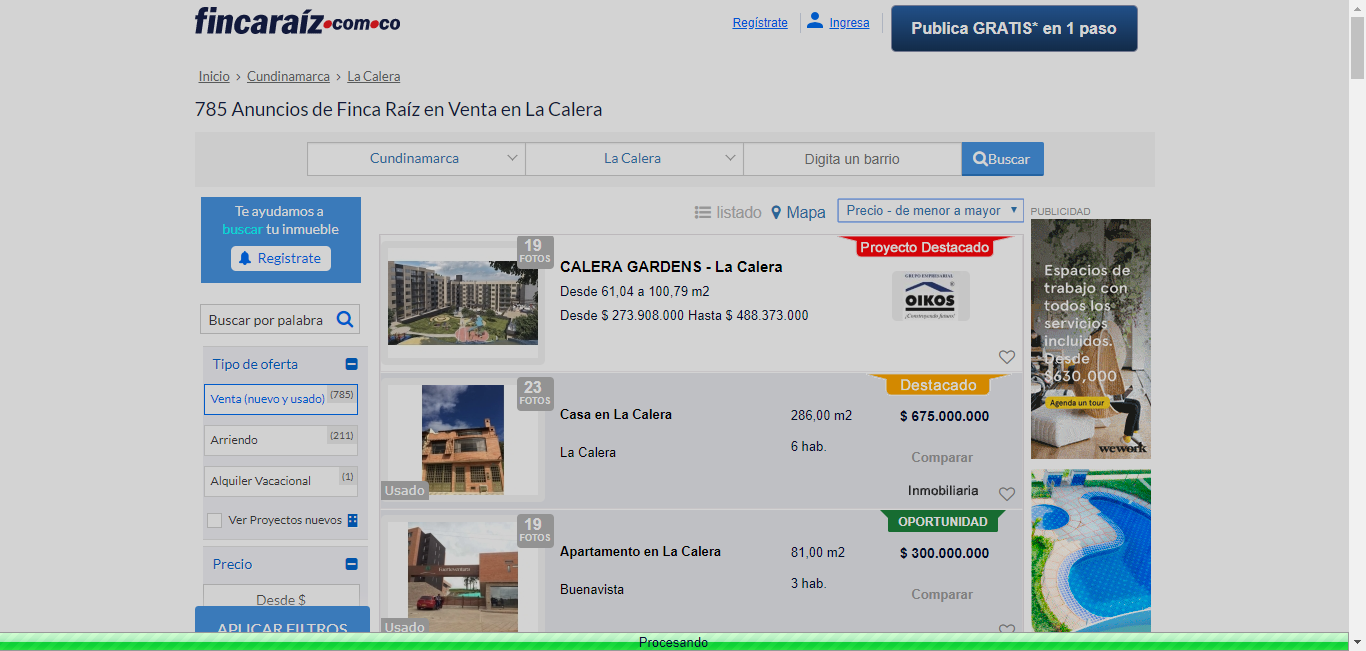 fincaraíz.com.co
Regístrate
Ingresa
Publica GRATIS* en 1 paso
Inicio › Cundinamarca › La Calera
785 Anuncios de Finca Raíz en Venta en La Calera
Cundinamarca
La Calera
Digita un barrio
Buscar
Te ayudamos a
buscar tu inmueble
Registrate
Buscar por palabra
Tipo de oferta
Venta (nuevo y usado) (785)
Arriendo (211)
Alquiler Vacacional (1)
Ver Proyectos nuevos
Precio
Desde $
APLICAR FILTROS
listado
Mapa
Precio - de menor a mayor
19
FOTOS
CALERA GARDENS - La Calera
Desde 61,04 a 100,79 m2
Desde $ 273.908.000 Hasta $ 488.373.000
Proyecto Destacado
GRUPO EMPRESARIAL
OIKOS
¡Construyendo futuro!
23
FOTOS
Usado
Casa en La Calera
La Calera
286,00 m2
6 hab.
Destacado
$ 675.000.000
Comparar
Inmobiliaria
19
FOTOS
Usado
Apartamento en La Calera
Buenavista
81,00 m2
3 hab.
OPORTUNIDAD
$ 300.000.000
Comparar
PUBLICIDAD
Espacios de
trabajo con
todos los
servicios
incluidos.
Desde
$630,000
Agenda un tour
wework
Procesando